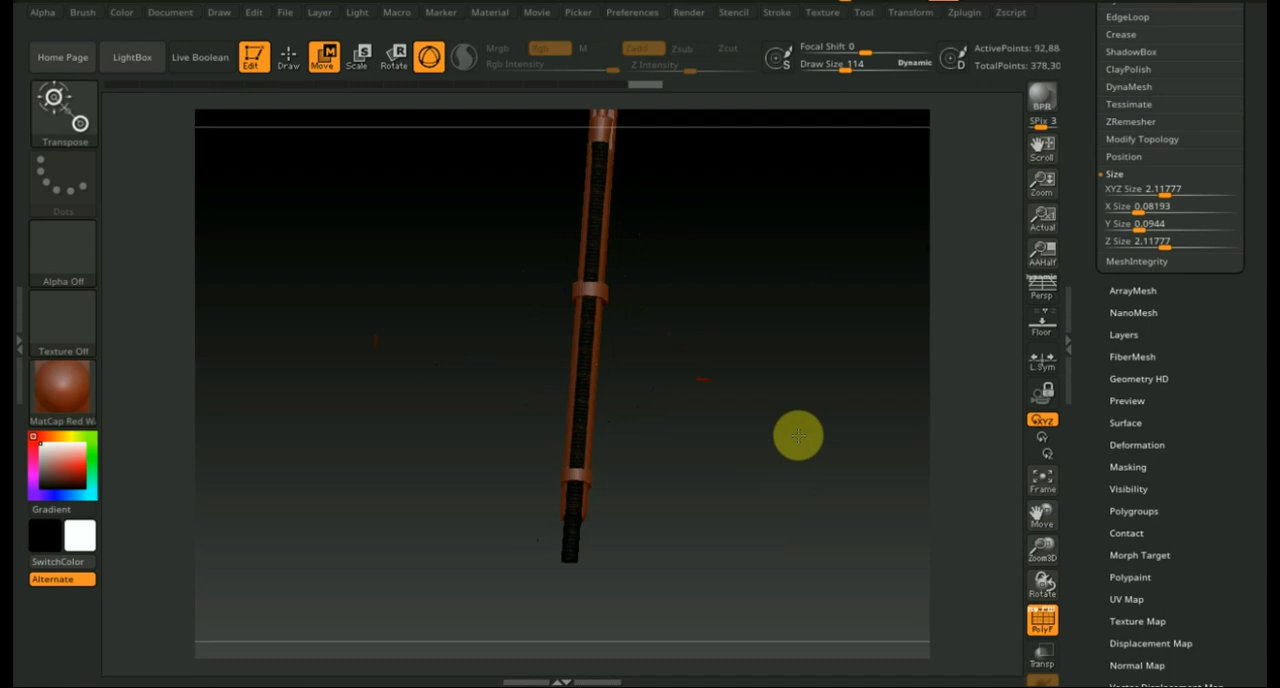 Alpha Brush Color Document Draw Edit File Layer Light Macro Marker Material Movie Picker Preferences Render Stencil Stroke Texture Tool Transform Zplugin Zscript
Home Page LightBox Live Boolean Edit Draw Move Scale Rotate
Mrgb Rgb M Zadd Zsub Zcut
Rgb Intensity Z Intensity
Focal Shift 0
Draw Size 114 Dynamic
ActivePoints: 92,88
TotalPoints: 378,30
Transpose
Dots
Alpha Off
Texture Off
MatCap Red W
Gradient
SwitchColor
Alternate
BPR
SPix 3
Scroll
Zoom
Actual
AAHalf
Dynamic
Persp
Floor
L.Sym
XYZ
Frame
Move
Zoom3D
Rotate
PolyF
Transp
EdgeLoop
Crease
ShadowBox
ClayPolish
DynaMesh
Tessimate
ZRemesher
Modify Topology
Position
Size
XYZ Size 2.11777
X Size 0.08193
Y Size 0.0944
Z Size 2.11777
MeshIntegrity
ArrayMesh
NanoMesh
Layers
FiberMesh
Geometry HD
Preview
Surface
Deformation
Masking
Visibility
Polygroups
Contact
Morph Target
Polypaint
UV Map
Texture Map
Displacement Map
Normal Map
Vector Displacement Map